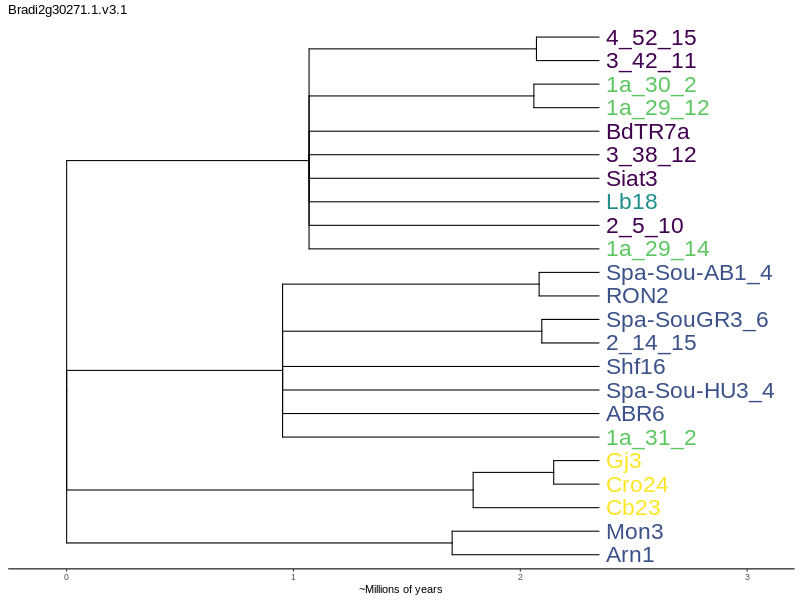 Bradi2g30271.1.v3.1
4_52_15
3_42_11
1a_30_2
1a_29_12
BdTR7a
3_38_12
Siat3
Lb18
2_5_10
1a_29_14
Spa-Sou-AB1_4
RON2
Spa-SouGR3_6
2_14_15
Shf16
Spa-Sou-HU3_4
ABR6
1a_31_2
Gj3
Cro24
Cb23
Mon3
Arn1
0 1 2 3
~Millions of years